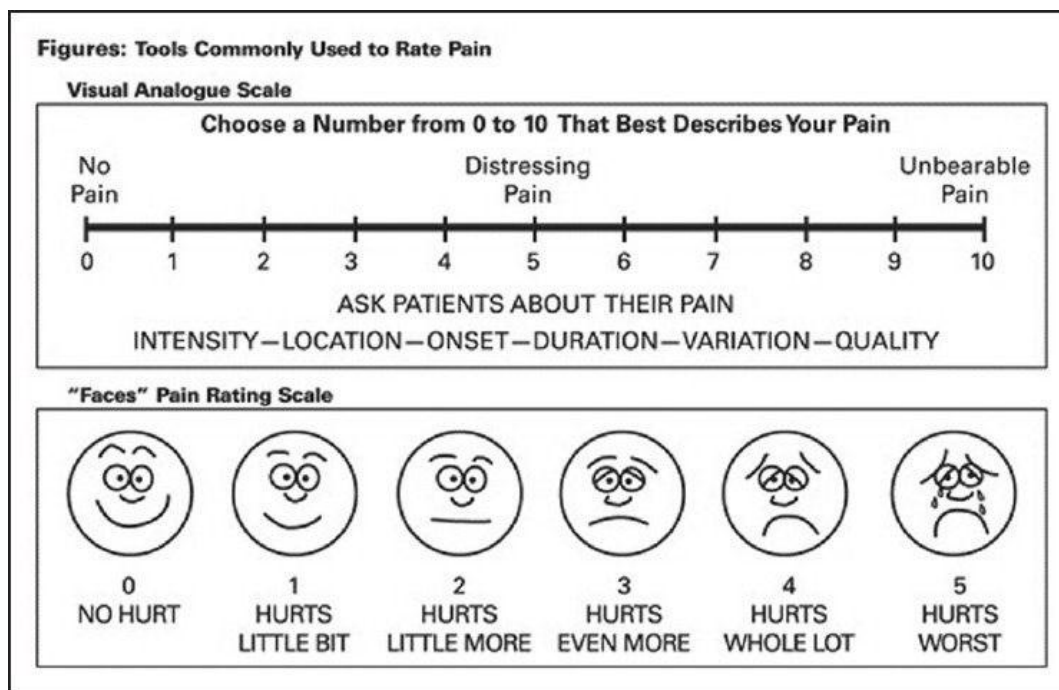 Figures: Tools Commonly Used to Rate Pain
Visual Analogue Scale
Choose a Number from 0 to 10 That Best Describes Your Pain
No
Pain
Distressing
Pain
Unbearable
Pain
0 1 2 3 4 5 6 7 8 9 10
ASK PATIENTS ABOUT THEIR PAIN
INTENSITY—LOCATION—ONSET—DURATION—VARIATION—QUALITY
"Faces" Pain Rating Scale
0
NO HURT
1
HURTS
LITTLE BIT
2
HURTS
LITTLE MORE
3
HURTS
EVEN MORE
4
HURTS
WHOLE LOT
5
HURTS
WORST